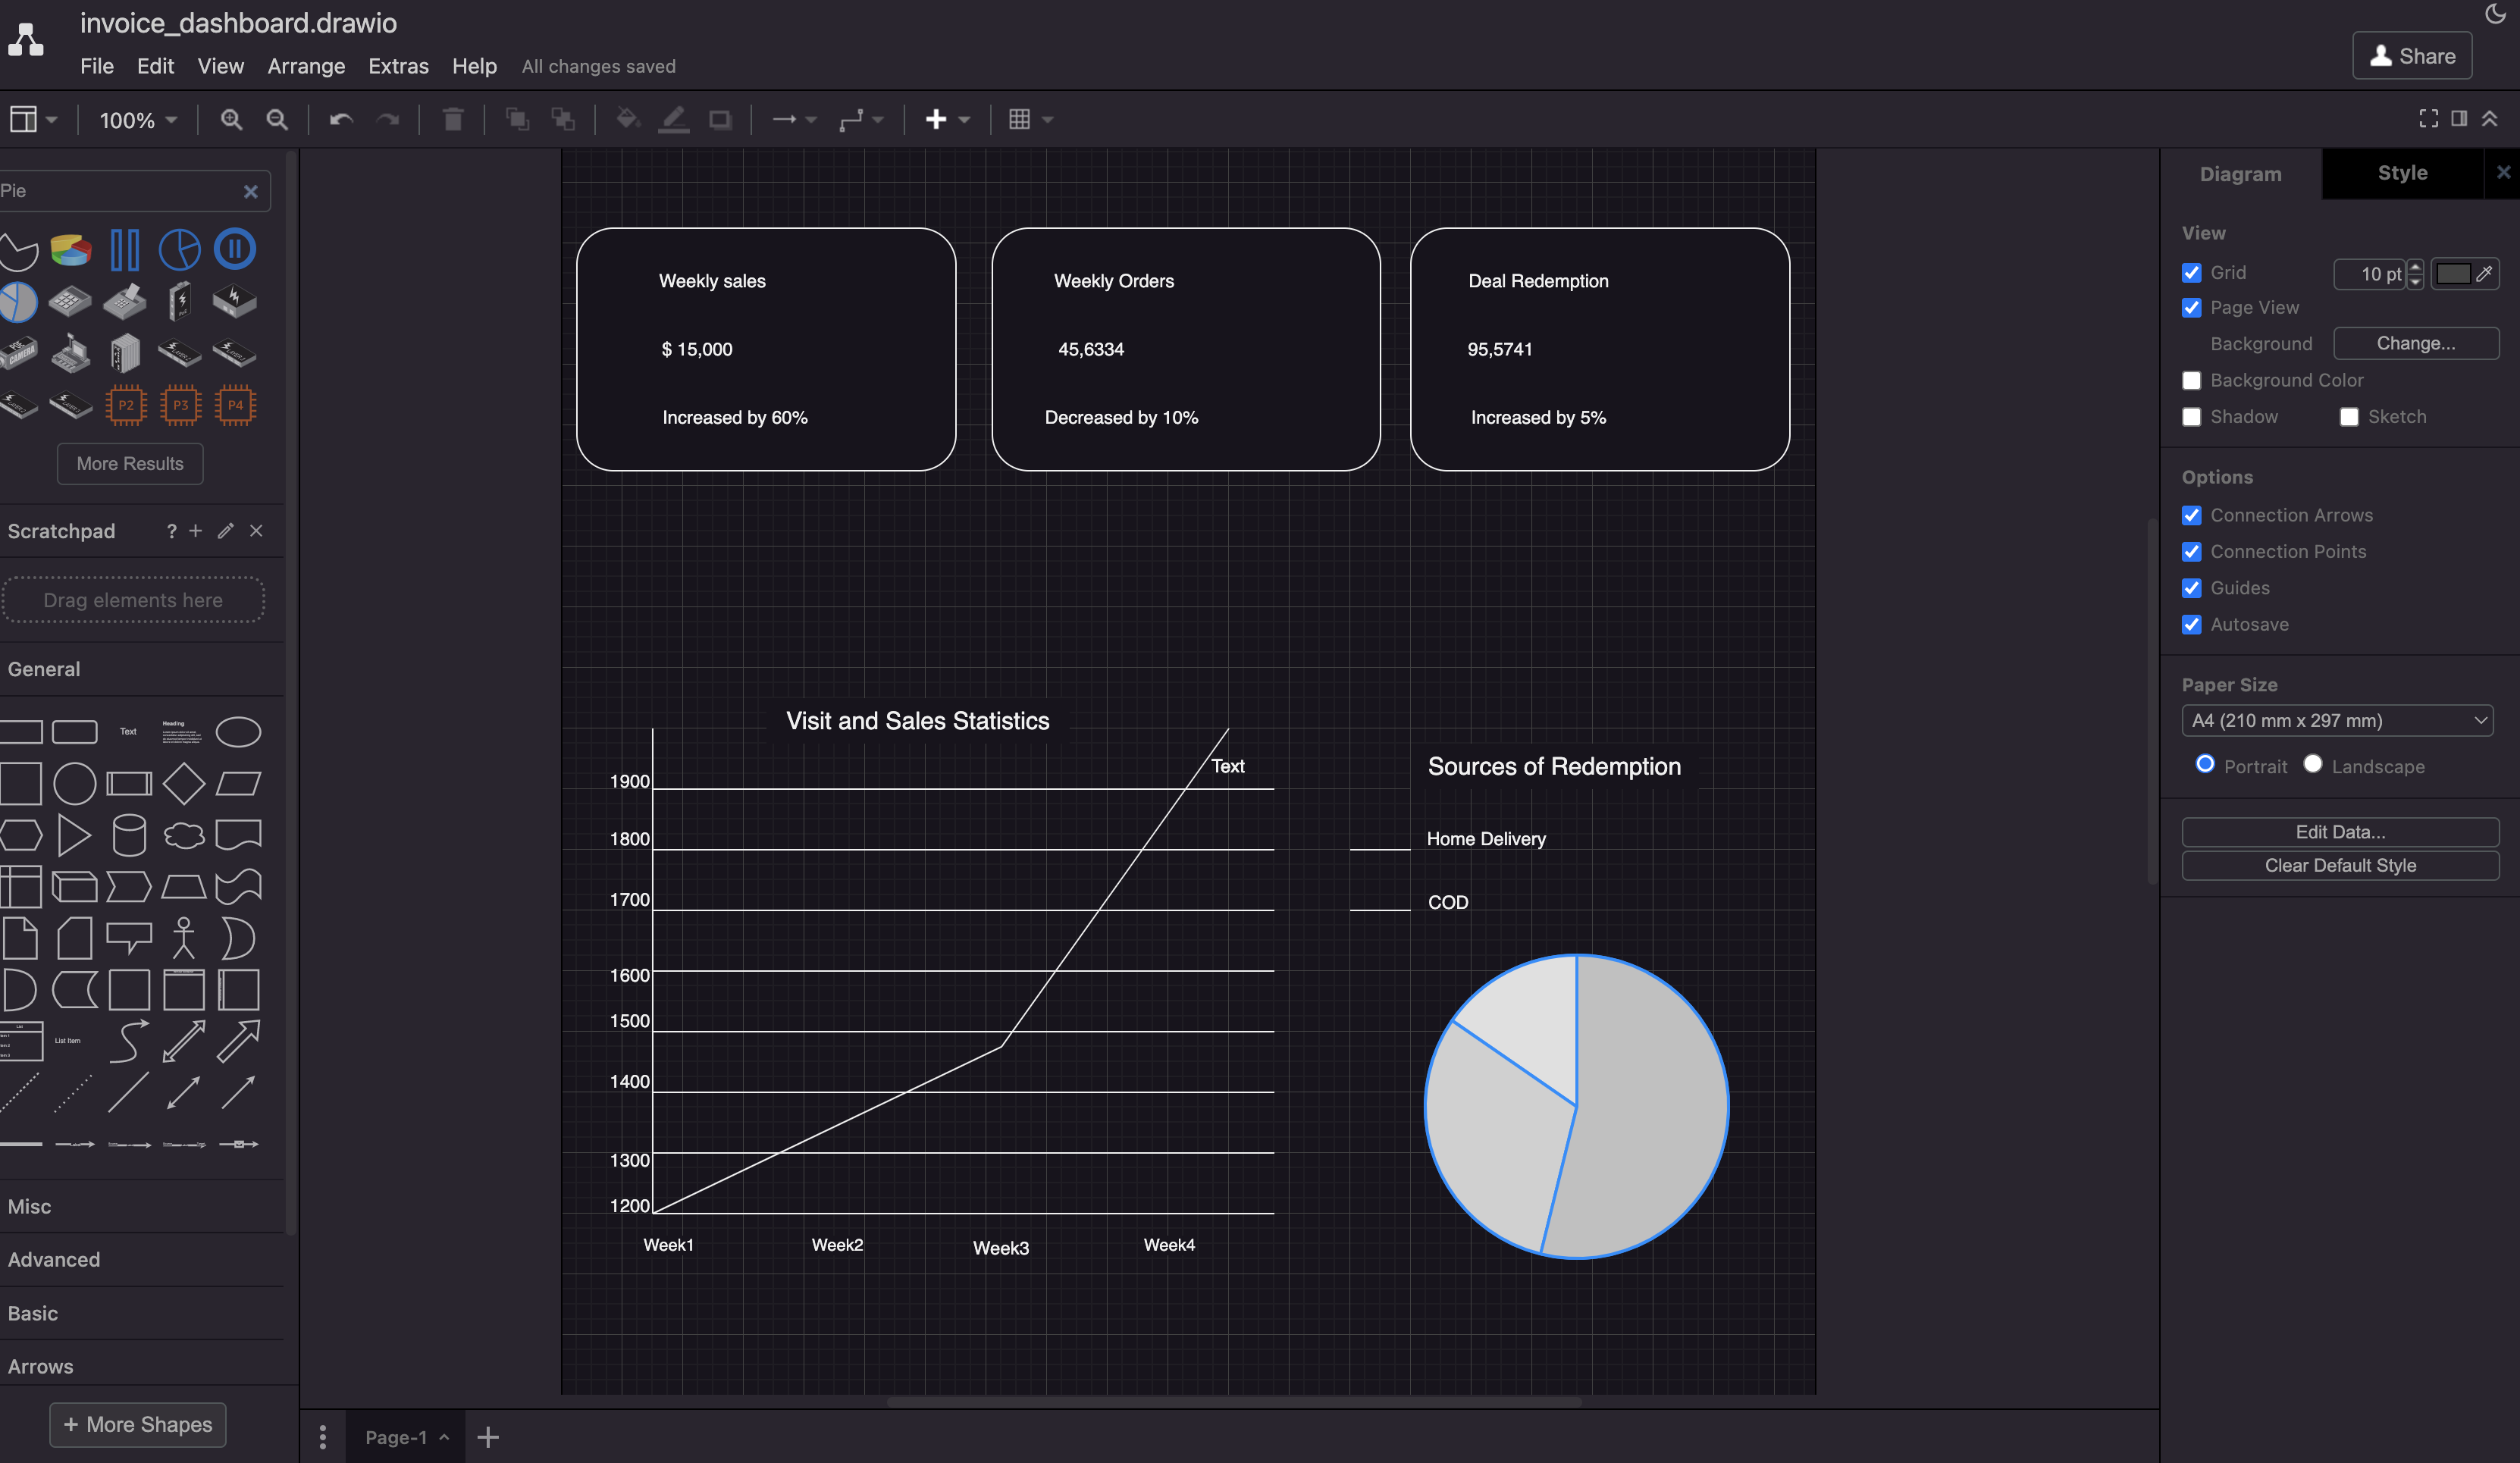 invoice_dashboard.drawio
File Edit View Arrange Extras Help All changes saved
Share
100%
Pie
P2 P3 P4
More Results
Scratchpad ?
Drag elements here
General
Text
Heading
List Item
Misc
Advanced
Basic
Arrows
+ More Shapes
Weekly sales
$ 15,000
Increased by 60%
Weekly Orders
45,6334
Decreased by 10%
Deal Redemption
95,5741
Increased by 5%
Visit and Sales Statistics
Text
1900
1800
1700
1600
1500
1400
1300
1200
Week1 Week2 Week3 Week4
Sources of Redemption
Home Delivery
COD
Page-1
Diagram Style
View
Grid 10 pt
Page View
Background Change...
Background Color
Shadow Sketch
Options
Connection Arrows
Connection Points
Guides
Autosave
Paper Size
A4 (210 mm x 297 mm)
Portrait Landscape
Edit Data...
Clear Default Style